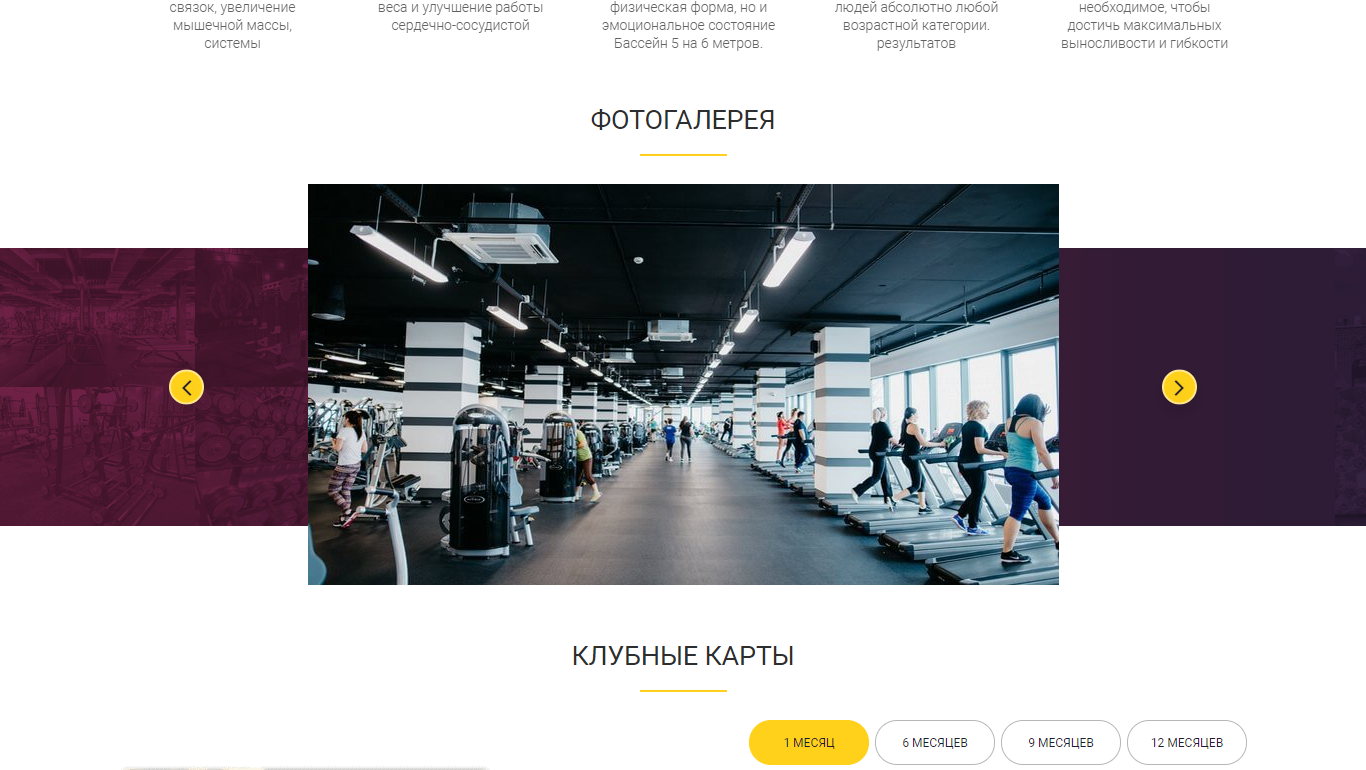 связок, увеличение
мышечной массы,
системы
веса и улучшение работы
сердечно-сосудистой
физическая форма, но и
эмоциональное состояние
Бассейн 5 на 6 метров.
людей абсолютно любой
возрастной категории.
результатов
необходимое, чтобы
достичь максимальных
выносливости и гибкости
ФОТОГАЛЕРЕЯ
КЛУБНЫЕ КАРТЫ
1 МЕСЯЦ
6 МЕСЯЦЕВ
9 МЕСЯЦЕВ
12 МЕСЯЦЕВ